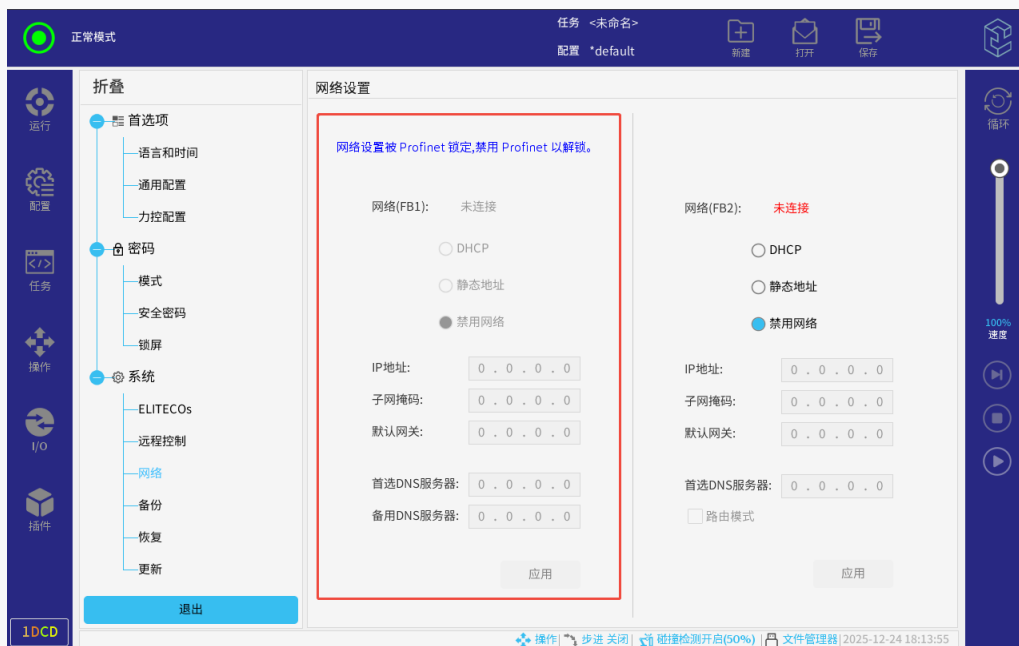 正常模式
任务 <未命名>
配置 *default
新建
打开
保存
运行
配置
任务
操作
I/O
插件
1DCD
折叠
首选项
语言和时间
通用配置
力控配置
密码
模式
安全密码
锁屏
系统
ELITECOs
远程控制
网络
备份
恢复
更新
退出
网络设置
网络设置被 Profinet 锁定,禁用 Profinet 以解锁。
网络(FB1): 未连接
DHCP
静态地址
禁用网络
IP地址: 0 . 0 . 0 . 0
子网掩码: 0 . 0 . 0 . 0
默认网关: 0 . 0 . 0 . 0
首选DNS服务器: 0 . 0 . 0 . 0
备用DNS服务器: 0 . 0 . 0 . 0
应用
网络(FB2): 未连接
DHCP
静态地址
禁用网络
IP地址: 0 . 0 . 0 . 0
子网掩码: 0 . 0 . 0 . 0
默认网关: 0 . 0 . 0 . 0
首选DNS服务器: 0 . 0 . 0 . 0
路由模式
应用
循环
100%
速度
操作| 步进 关闭| 碰撞检测开启(50%) | 文件管理器|2025-12-24 18:13:55